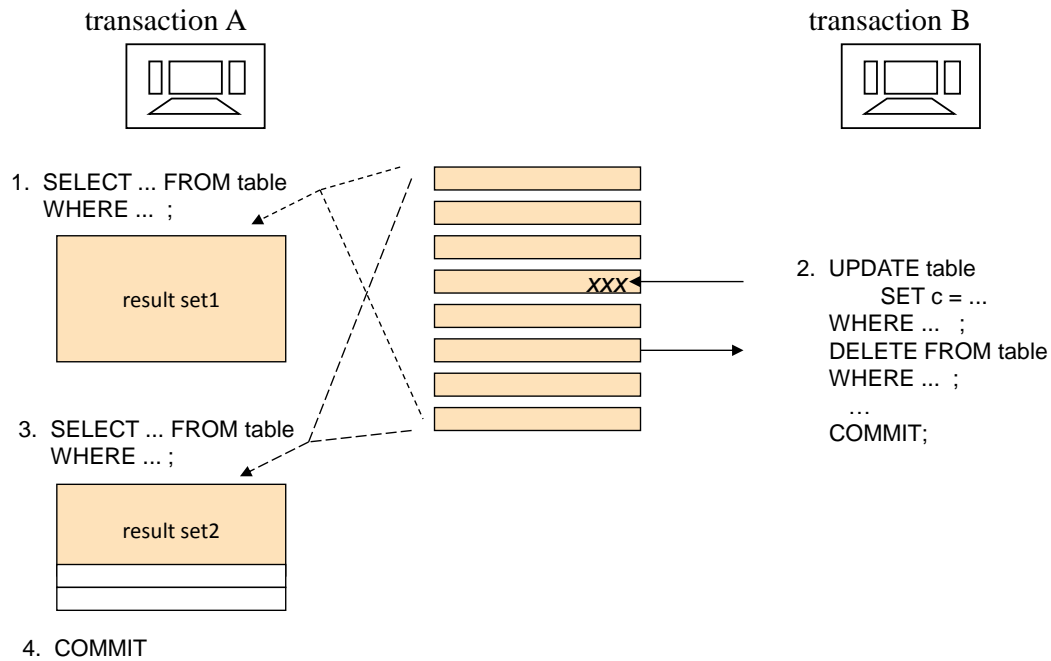 transaction A
transaction B
1. SELECT ... FROM table
WHERE ... ;
result set1
xxx
2. UPDATE table
SET c = ...
WHERE ... ;
DELETE FROM table
WHERE ... ;
...
COMMIT;
3. SELECT ... FROM table
WHERE ... ;
result set2
4. COMMIT